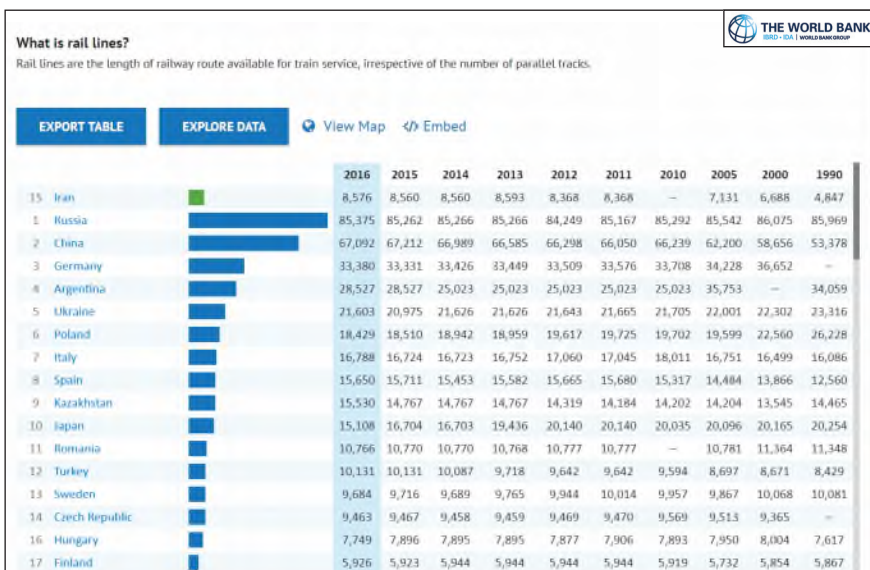 THE WORLD BANK
IBRD • IDA | WORLD BANK GROUP
What is rail lines?
Rail lines are the length of railway route available for train service, irrespective of the number of parallel tracks.
EXPORT TABLE EXPLORE DATA View Map </> Embed
2016 2015 2014 2013 2012 2011 2010 2005 2000 1990
15 Iran 8,576 8,560 8,560 8,593 8,368 8,368 – 7,131 6,688 4,847
1 Russia 85,375 85,262 85,266 85,266 84,249 85,167 85,292 85,542 86,075 85,969
2 China 67,092 67,212 66,989 66,585 66,298 66,050 66,239 62,200 58,656 53,378
3 Germany 33,380 33,331 33,426 33,449 33,509 33,576 33,708 34,228 36,652 –
4 Argentina 28,527 28,527 25,023 25,023 25,023 25,023 25,023 35,753 – 34,059
5 Ukraine 21,603 20,975 21,626 21,626 21,643 21,665 21,705 22,001 22,302 23,316
6 Poland 18,429 18,510 18,942 18,959 19,617 19,725 19,702 19,599 22,560 26,228
7 Italy 16,788 16,724 16,723 16,752 17,060 17,045 18,011 16,751 16,499 16,086
8 Spain 15,650 15,711 15,453 15,582 15,665 15,680 15,317 14,484 13,866 12,560
9 Kazakhstan 15,530 14,767 14,767 14,767 14,319 14,184 14,202 14,204 13,545 14,465
10 Japan 15,108 16,704 16,703 19,436 20,140 20,140 20,035 20,096 20,165 20,254
11 Romania 10,766 10,770 10,770 10,768 10,777 10,777 – 10,781 11,364 11,348
12 Turkey 10,131 10,131 10,087 9,718 9,642 9,642 9,594 8,697 8,671 8,429
13 Sweden 9,684 9,716 9,689 9,765 9,944 10,014 9,957 9,867 10,068 10,081
14 Czech Republic 9,463 9,467 9,458 9,459 9,469 9,470 9,569 9,513 9,365 –
16 Hungary 7,749 7,896 7,895 7,895 7,877 7,906 7,893 7,950 8,004 7,617
17 Finland 5,926 5,923 5,944 5,944 5,944 5,944 5,919 5,732 5,854 5,867